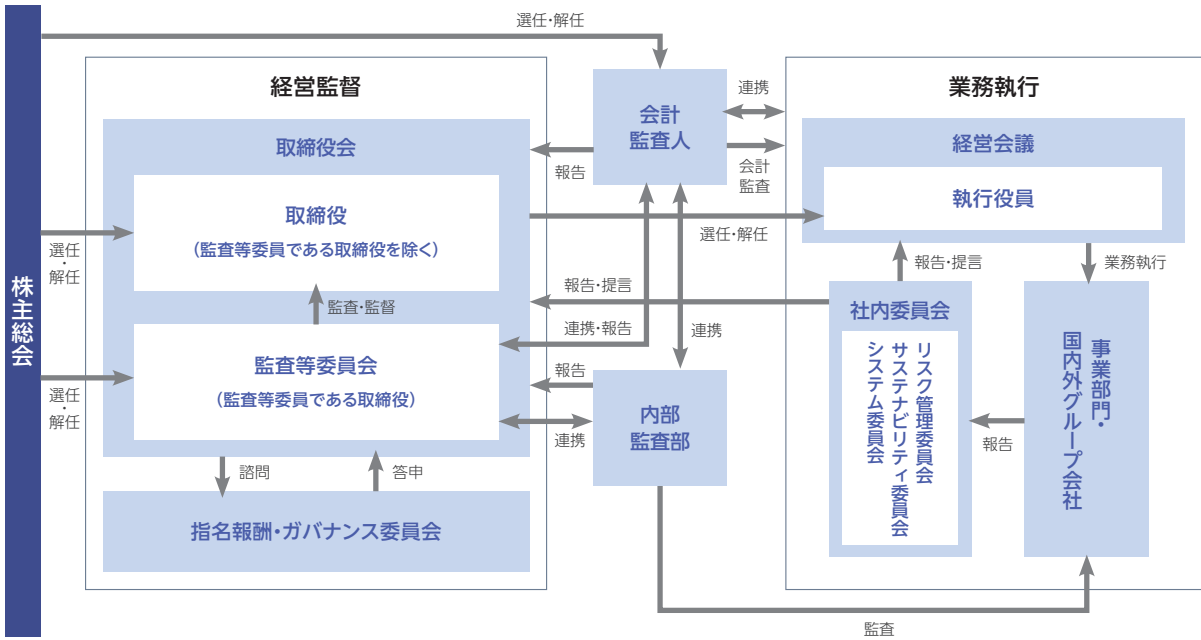 株主総会
選任・解任
選任
・
解任
選任
・
解任
経営監督
取締役会
取締役
（監査等委員である取締役を除く）
監査・監督
監査等委員会
（監査等委員である取締役）
諮問
答申
指名報酬・ガバナンス委員会
会計
監査人
報告
連携
会計
監査
選任・解任
報告・提言
連携・報告
連携
報告
連携
内部
監査部
監査
業務執行
経営会議
執行役員
報告・提言
業務執行
社内委員会
リスク管理委員会
サステナビリティ委員会
システム委員会
報告
事業部門・
国内外グループ会社